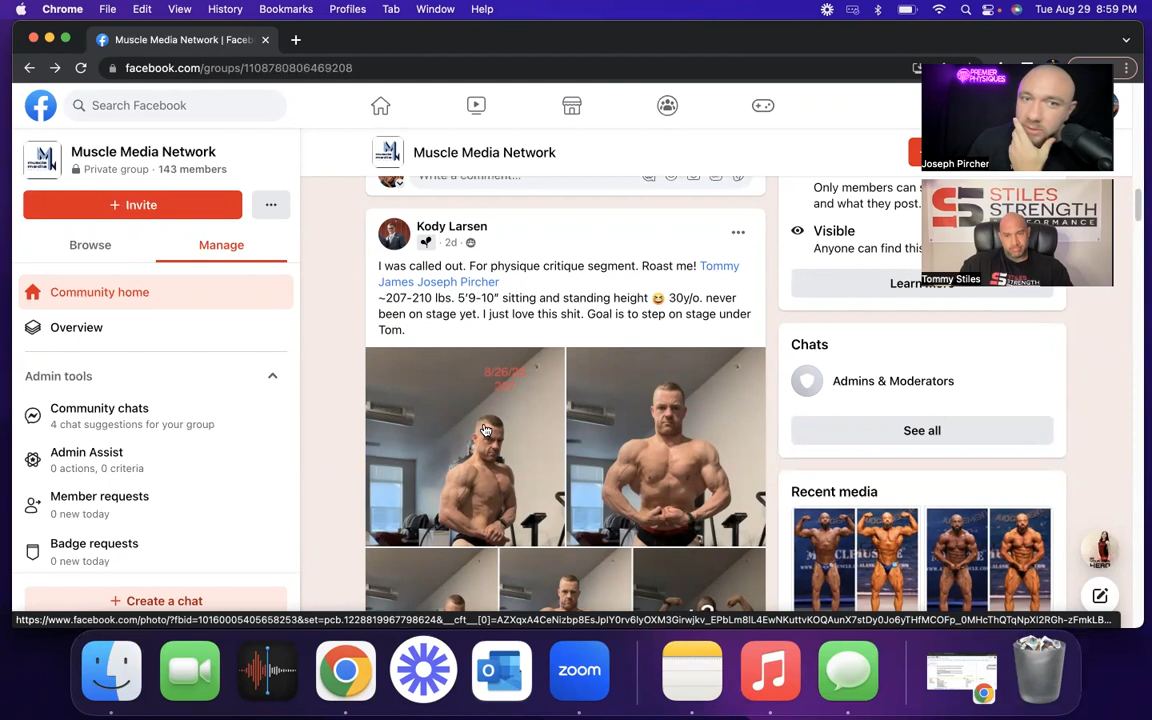 Chrome File Edit View History Bookmarks Profiles Tab Window Help Tue Aug 29 8:59 PM
Muscle Media Network | Faceb
facebook.com/groups/1108780806469208
Search Facebook
PREMIER
PHYSIQUES
Joseph Pircher
STILES
STRENGTH
Tommy Stiles
Muscle Media Network
Private group · 143 members
+ Invite
Browse
Manage
Community home
Overview
Admin tools
Community chats
4 chat suggestions for your group
Admin Assist
0 actions, 0 criteria
Member requests
0 new today
Badge requests
0 new today
+ Create a chat
Muscle Media Network
Write a comment...
Kody Larsen
· 2d ·
I was called out. For physique critique segment. Roast me! Tommy
James Joseph Pircher
~207-210 lbs. 5'9-10" sitting and standing height 😆 30y/o. never
been on stage yet. I just love this shit. Goal is to step on stage under
Tom.
Only members can
and what they post.
Visible
Anyone can find this
Chats
Admins & Moderators
See all
Recent media
zoom